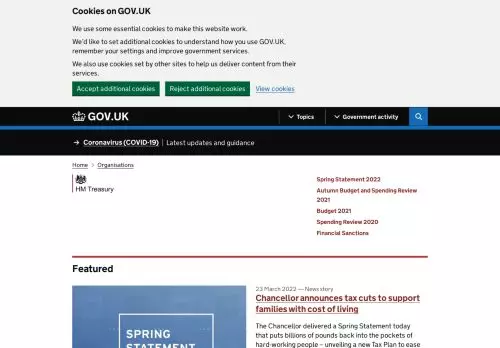 Cookies on GOV.UK
We use some essential cookies to make this website work.
We'd like to set additional cookies to understand how you use GOV.UK,
remember your settings and improve government services.
We also use cookies set by other sites to help us deliver content from their
services.
Accept additional cookies
Reject additional cookies
View cookies
GOV.UK
Topics
Government activity
→ Coronavirus (COVID-19) | Latest updates and guidance
Home > Organisations
HM Treasury
Spring Statement 2022
Autumn Budget and Spending Review
2021
Budget 2021
Spending Review 2020
Financial Sanctions
Featured
SPRING
STATEMENT
23 March 2022 — News story
Chancellor announces tax cuts to support
families with cost of living
The Chancellor delivered a Spring Statement today
that puts billions of pounds back into the pockets of
hard-working people – unveiling a new Tax Plan to ease